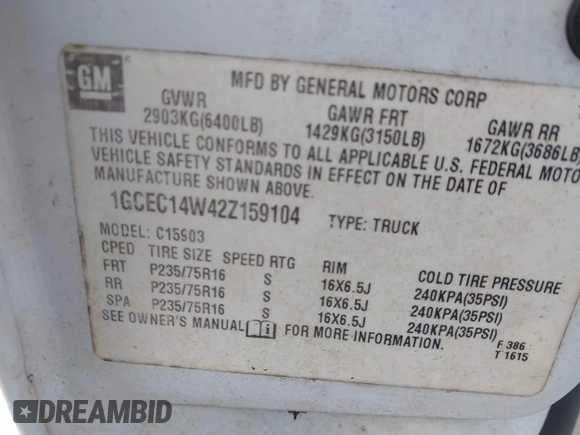 GM
MFD BY GENERAL MOTORS CORP
GVWR GAWR FRT GAWR RR
2903KG(6400LB) 1429KG(3150LB) 1672KG(3686LB)
THIS VEHICLE CONFORMS TO ALL APPLICABLE U.S. FEDERAL MOTO
VEHICLE SAFETY STANDARDS IN EFFECT ON THE DATE OF
MANUFACTURE SHOWN ABOVE.
1GCEC14W42Z159104 TYPE: TRUCK
MODEL: C15903
CPED TIRE SIZE SPEED RTG RIM COLD TIRE PRESSURE
FRT P235/75R16 S 16X6.5J 240KPA(35PSI)
RR P235/75R16 S 16X6.5J 240KPA(35PSI)
SPA P235/75R16 S 16X6.5J 240KPA(35PSI)
SEE OWNER'S MANUAL FOR MORE INFORMATION.
F 386
T 1615
DREAMBID